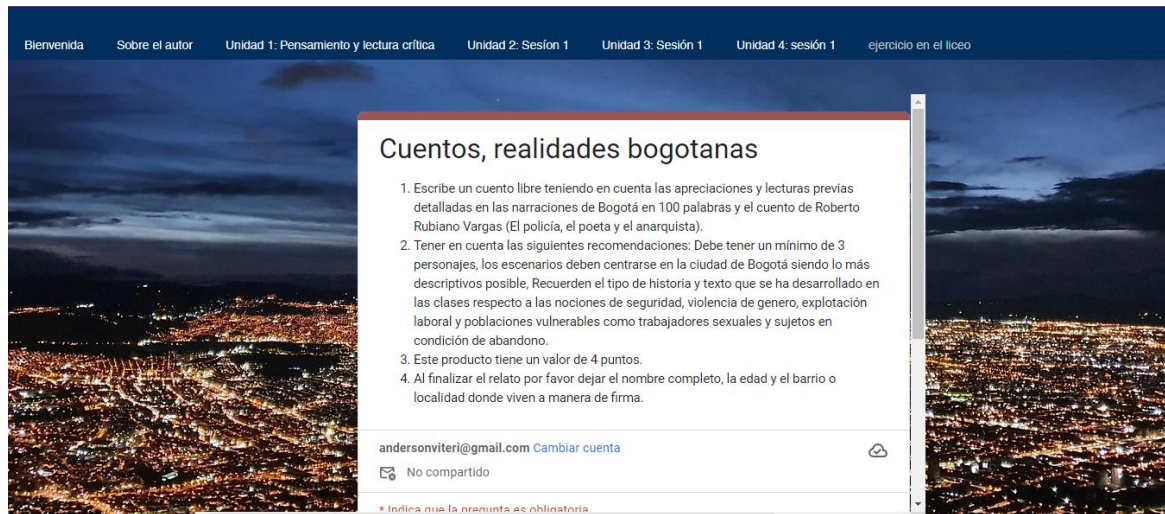 Bienvenida Sobre el autor Unidad 1: Pensamiento y lectura crítica Unidad 2: Sesíon 1 Unidad 3: Sesión 1 Unidad 4: sesión 1 ejercicio en el liceo
Cuentos, realidades bogotanas
1. Escribe un cuento libre teniendo en cuenta las apreciaciones y lecturas previas
detalladas en las narraciones de Bogotá en 100 palabras y el cuento de Roberto
Rubiano Vargas (El policía, el poeta y el anarquista).
2. Tener en cuenta las siguientes recomendaciones: Debe tener un mínimo de 3
personajes, los escenarios deben centrarse en la ciudad de Bogotá siendo lo más
descriptivos posible, Recuerden el tipo de historia y texto que se ha desarrollado en
las clases respecto a las nociones de seguridad, violencia de genero, explotación
laboral y poblaciones vulnerables como trabajadores sexuales y sujetos en
condición de abandono.
3. Este producto tiene un valor de 4 puntos.
4. Al finalizar el relato por favor dejar el nombre completo, la edad y el barrio o
localidad donde viven a manera de firma.
andersonviteri@gmail.com Cambiar cuenta
No compartido
* Indica que la pregunta es obligatoria